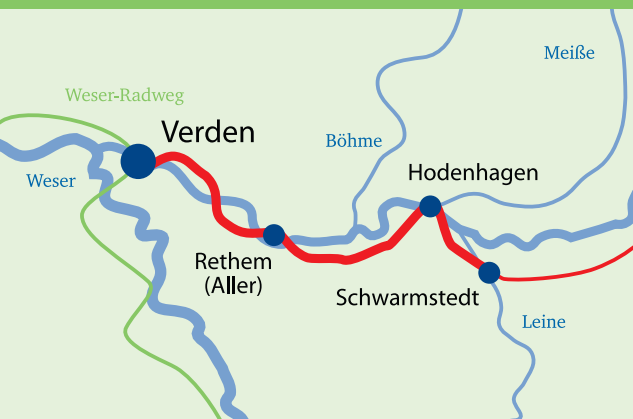 Meiße
Weser-Radweg
Verden
Böhme
Hodenhagen
Weser
Rethem
(Aller)
Schwarmstedt
Leine